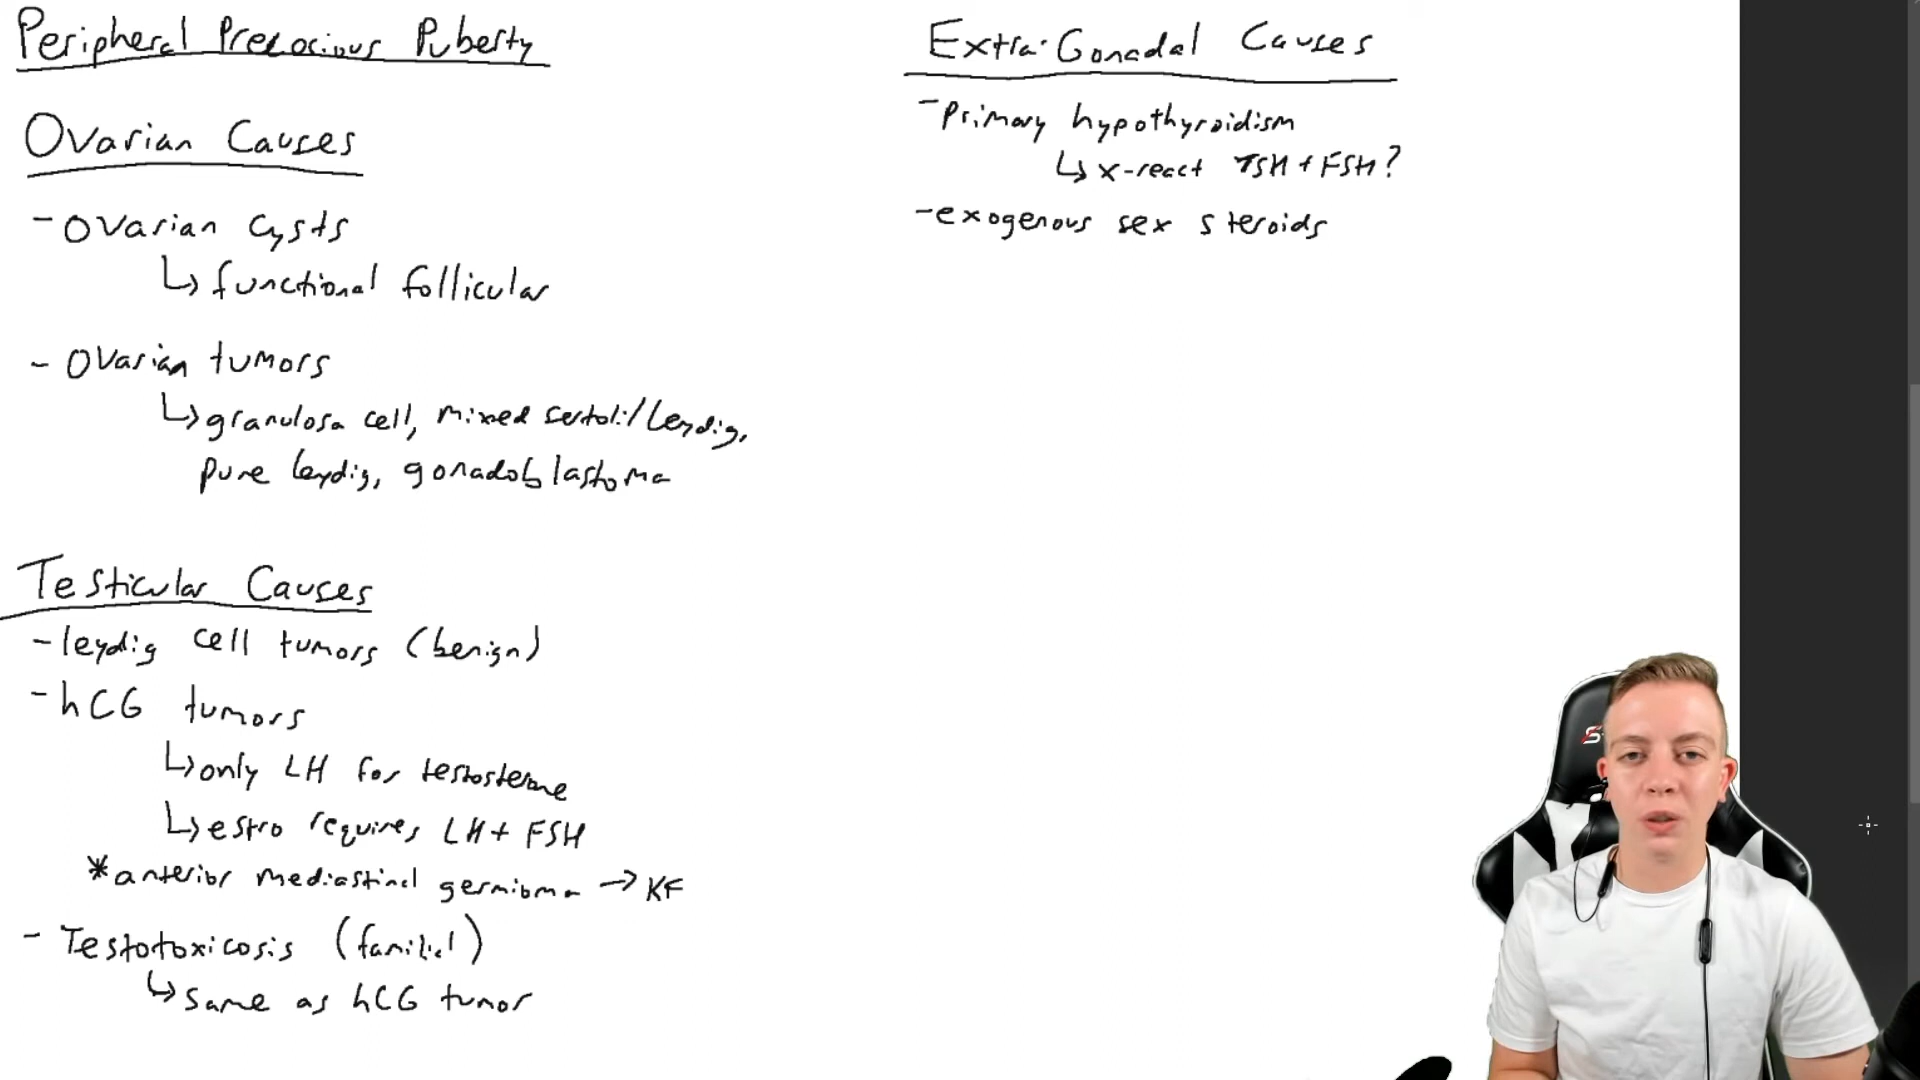 Peripheral Precocious Puberty
Ovarian Causes
- Ovarian Cysts
↳ functional follicular
- Ovarian tumors
↳ granulosa cell, mixed sertoli/leydig,
pure leydig, gonadoblastoma
Testicular Causes
- leydig cell tumors (benign)
- hCG tumors
↳ only LH for testosterone
↳ estro requires LH + FSH
* anterior mediastinal germioma → KF
- Testotoxicosis (familial)
↳ same as hCG tumor
Extra-Gonadal Causes
- Primary hypothyroidism
↳ x-react TSH + FSH?
- exogenous sex steroids